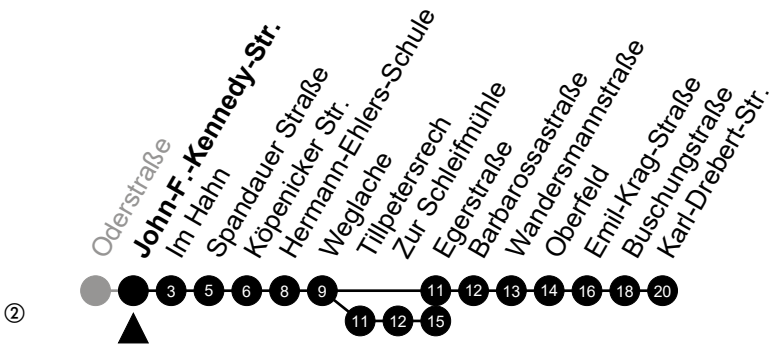 Oderstraße
John-F.-Kennedy-Str.
Im Hahn
Spandauer Straße
Köpenicker Str.
Hermann-Ehlers-Schule
Weglache
Tillpetersrech
Zur Schleifmühle
Egerstraße
Barbarossastraße
Wandersmannstraße
Oberfeld
Emil-Krag-Straße
Buschungstraße
Karl-Drebert-Str.
3 5 6 8 9 11 12 13 14 16 18 20
② 11 12 15